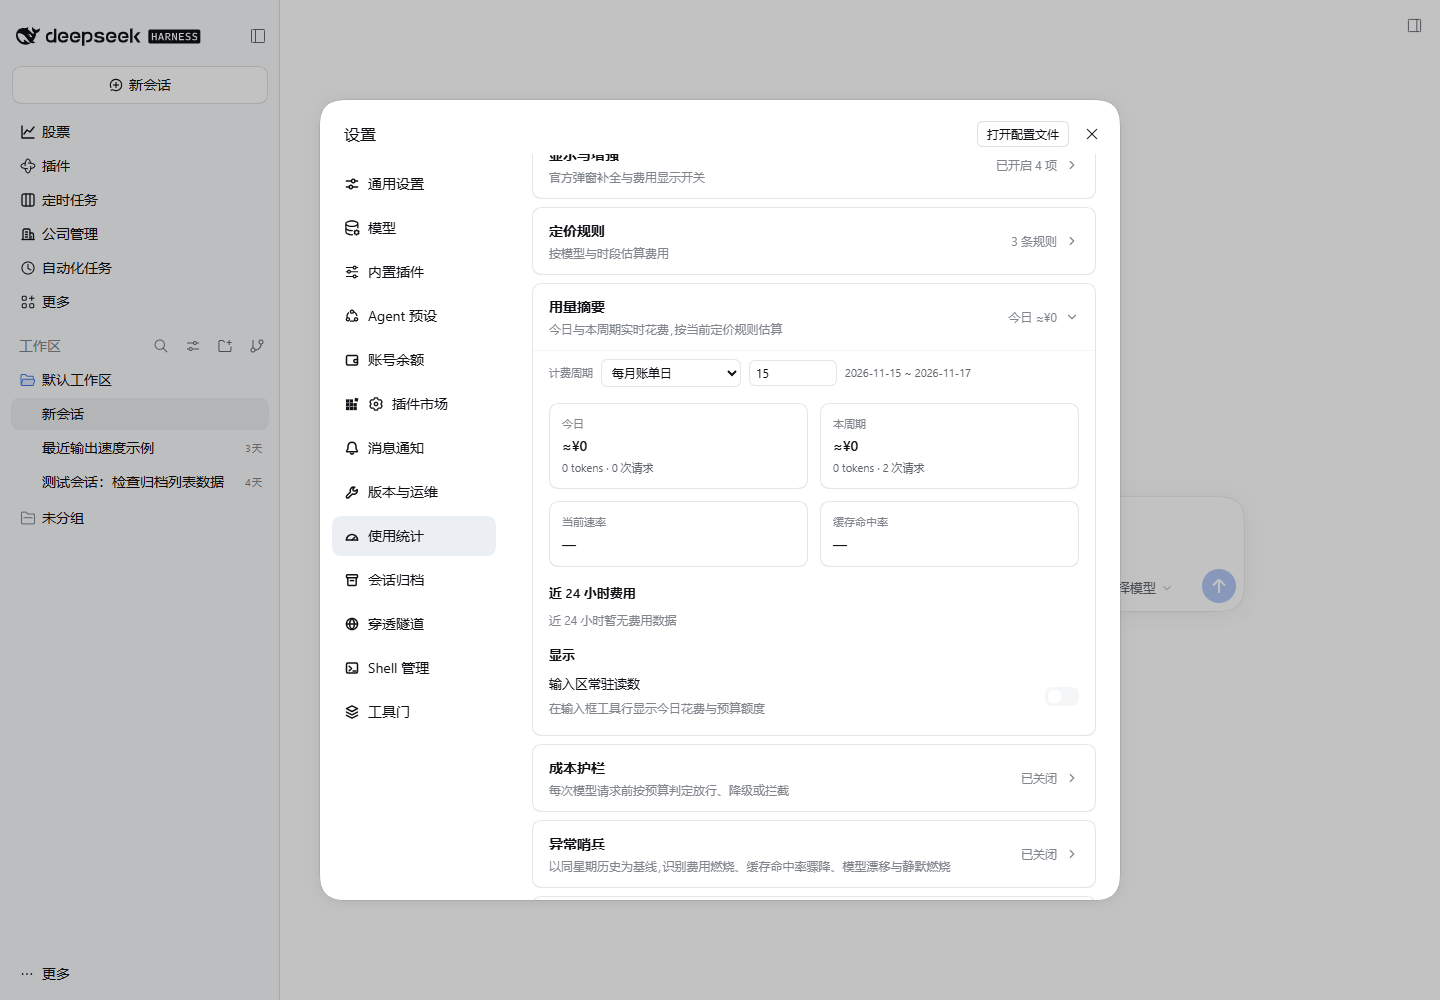 deepseek HARNESS
新会话
股票
插件
定时任务
公司管理
自动化任务
更多
工作区
默认工作区
新会话
最近输出速度示例 3天
测试会话：检查归档列表数据 4天
未分组
... 更多
设置
打开配置文件
通用设置
模型
内置插件
Agent 预设
账号余额
插件市场
消息通知
版本与运维
使用统计
会话归档
穿透隧道
Shell 管理
工具门
显示与增强
官方弹窗补全与费用显示开关
已开启 4 项
定价规则
按模型与时段估算费用
3 条规则
用量摘要
今日与本周期实时花费,按当前定价规则估算
今日 ≈¥0
计费周期 每月账单日 15 2026-11-15 ~ 2026-11-17
今日
≈¥0
0 tokens · 0 次请求
本周期
≈¥0
0 tokens · 2 次请求
当前速率
—
缓存命中率
—
近 24 小时费用
近 24 小时暂无费用数据
显示
输入区常驻读数
在输入框工具行显示今日花费与预算额度
成本护栏
每次模型请求前按预算判定放行、降级或拦截
已关闭
异常哨兵
以同星期历史为基线,识别费用燃烧、缓存命中率骤降、模型漂移与静默燃烧
已关闭
择模型